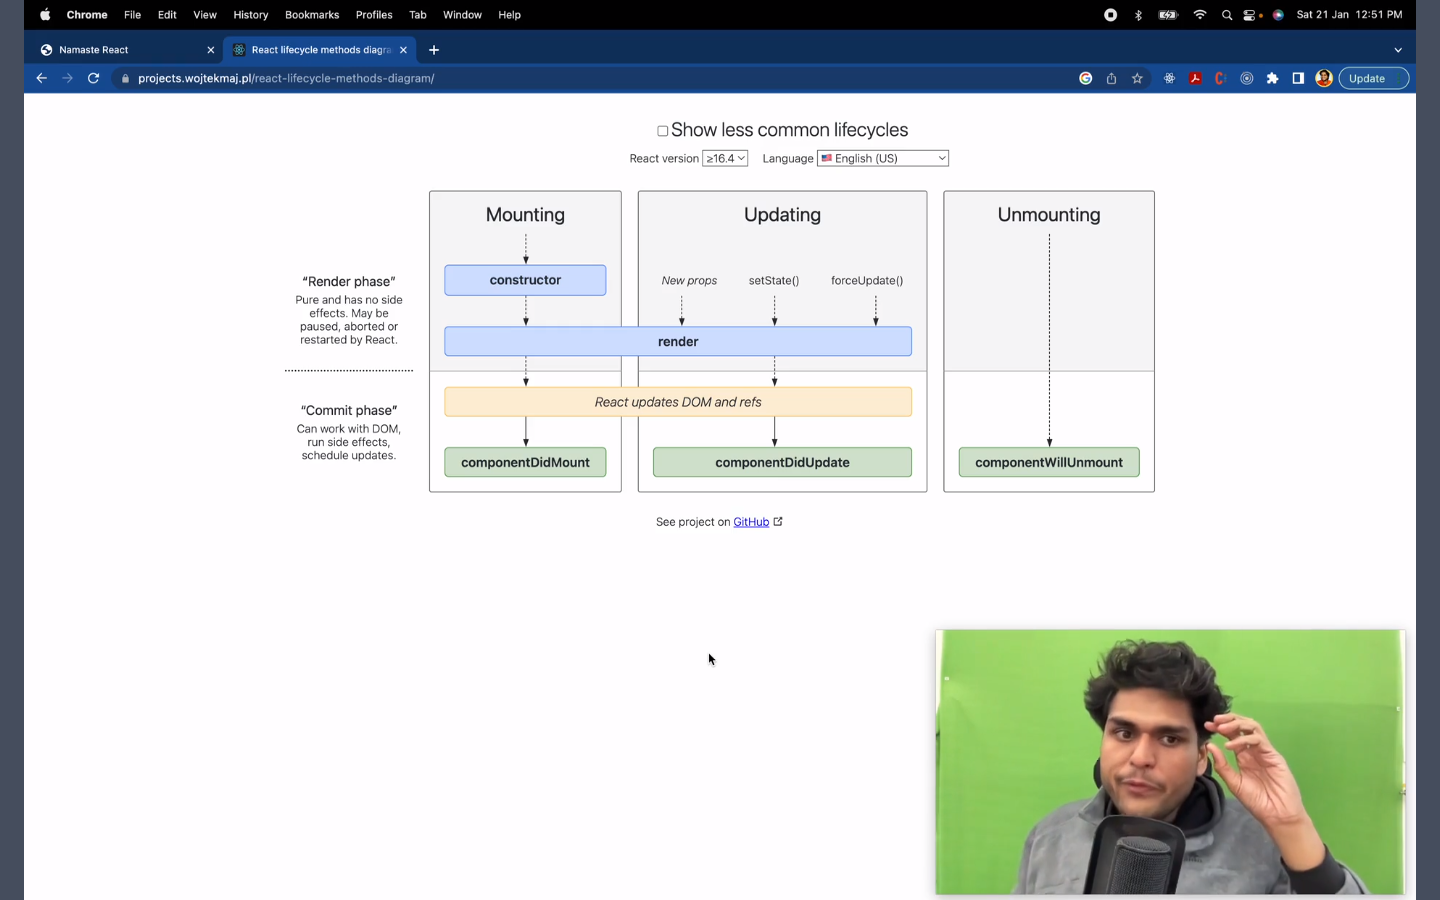 Chrome File Edit View History Bookmarks Profiles Tab Window Help Sat 21 Jan 12:51 PM
Namaste React React lifecycle methods diagra
projects.wojtekmaj.pl/react-lifecycle-methods-diagram/ Update
Show less common lifecycles
React version ≥16.4 Language English (US)
Mounting Updating Unmounting
"Render phase"
Pure and has no side
effects. May be
paused, aborted or
restarted by React.
constructor New props setState() forceUpdate()
render
"Commit phase"
Can work with DOM,
run side effects,
schedule updates.
React updates DOM and refs
componentDidMount componentDidUpdate componentWillUnmount
See project on GitHub